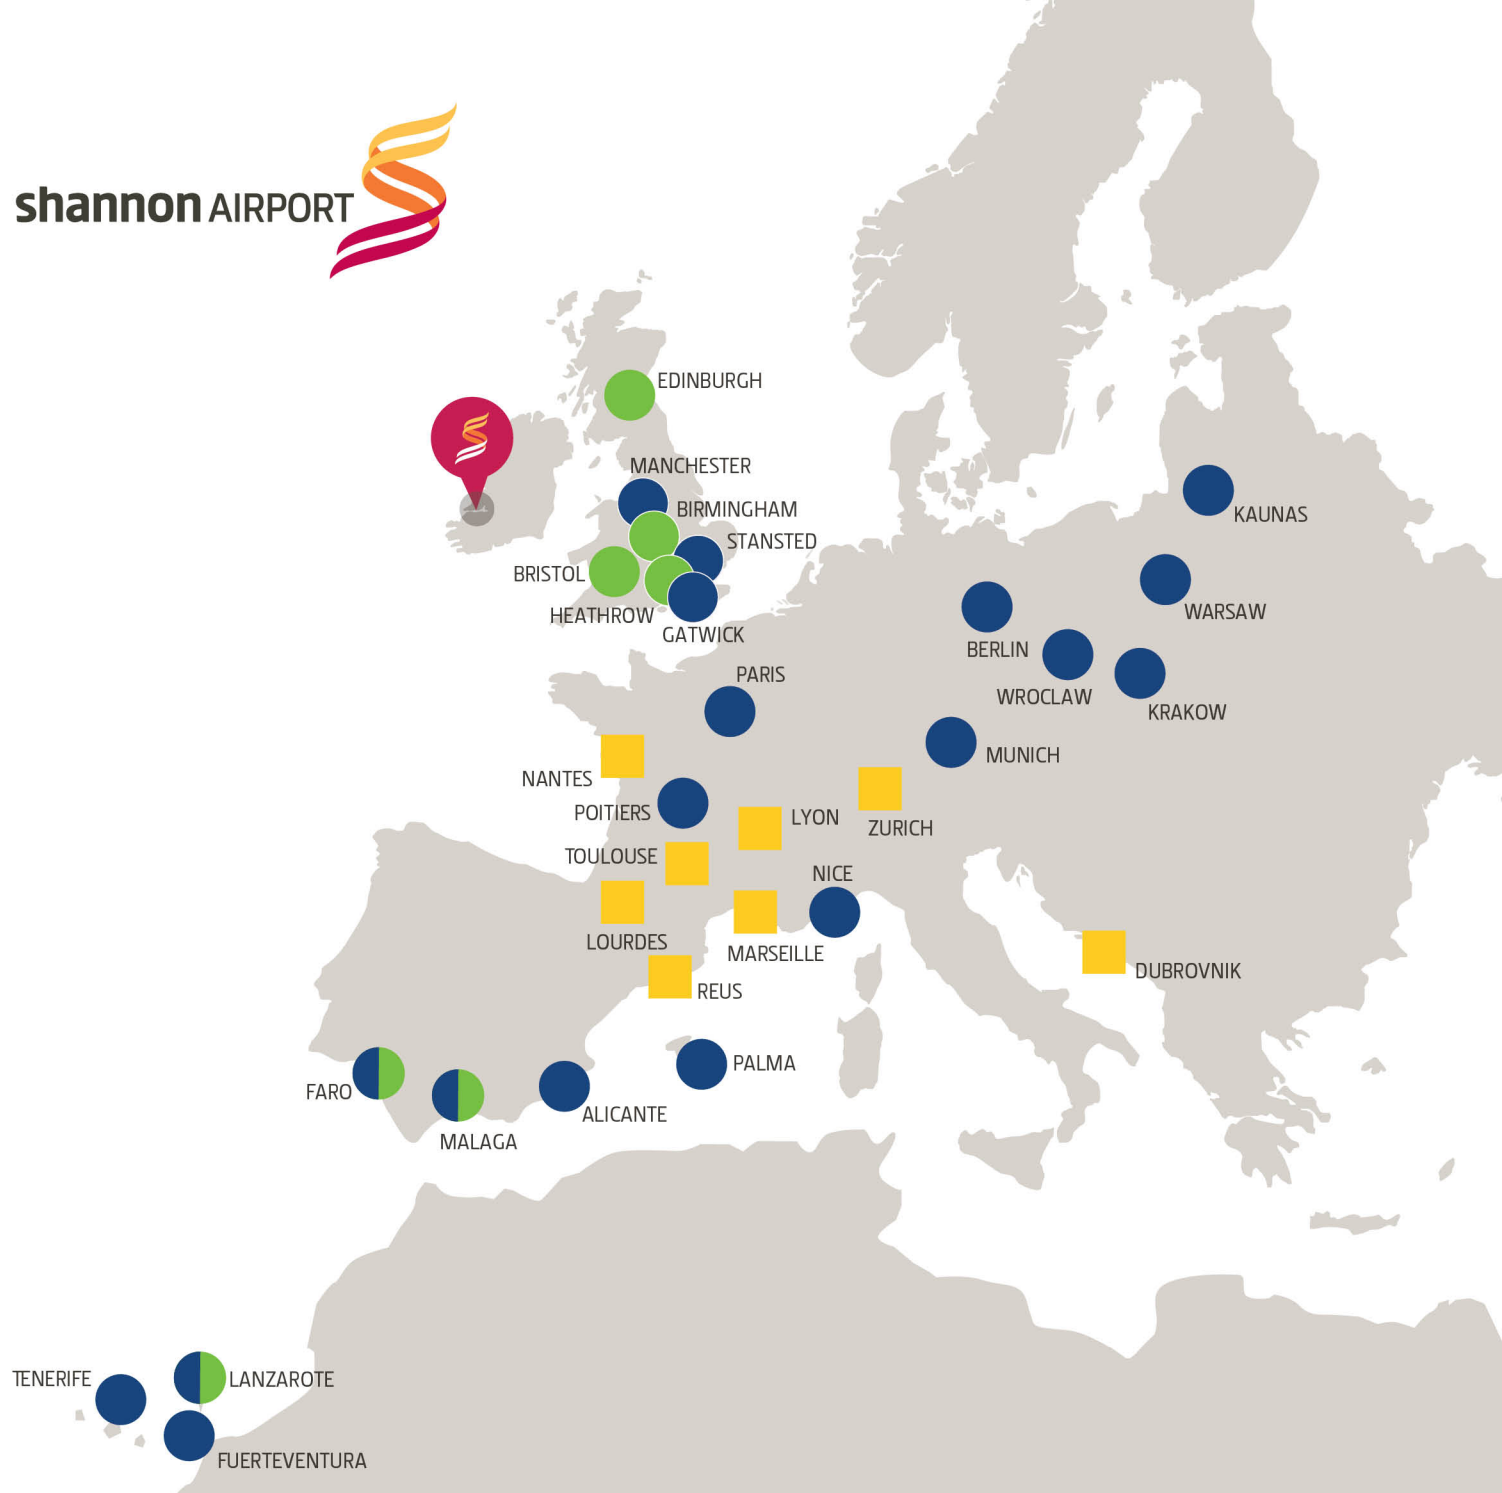 shannon AIRPORT
EDINBURGH
MANCHESTER
BIRMINGHAM
STANSTED
BRISTOL
HEATHROW
GATWICK
KAUNAS
WARSAW
BERLIN
WROCLAW
KRAKOW
PARIS
MUNICH
NANTES
POITIERS
LYON
ZURICH
TOULOUSE
NICE
LOURDES
MARSEILLE
DUBROVNIK
REUS
PALMA
FARO
ALICANTE
MALAGA
TENERIFE
LANZAROTE
FUERTEVENTURA